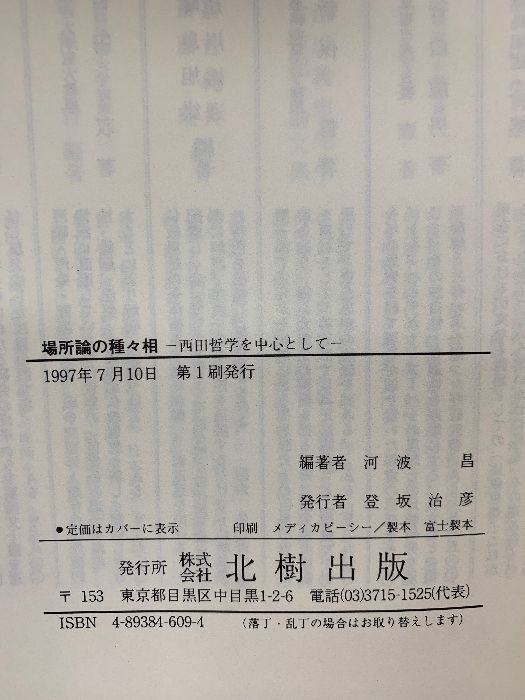 場所論の種々相 ―西田哲学を中心として―
1997年7月10日　第1刷発行
編著者　河　波　　昌
発行者　登　坂　治　彦
●定価はカバーに表示　　印刷　メディカピーシー／製本　富士製本
発行所　株式会社　北樹出版
〒 153　東京都目黒区中目黒1-2-6　電話(03)3715-1525(代表)
ISBN　4-89384-609-4　（落丁・乱丁の場合はお取り替えします）